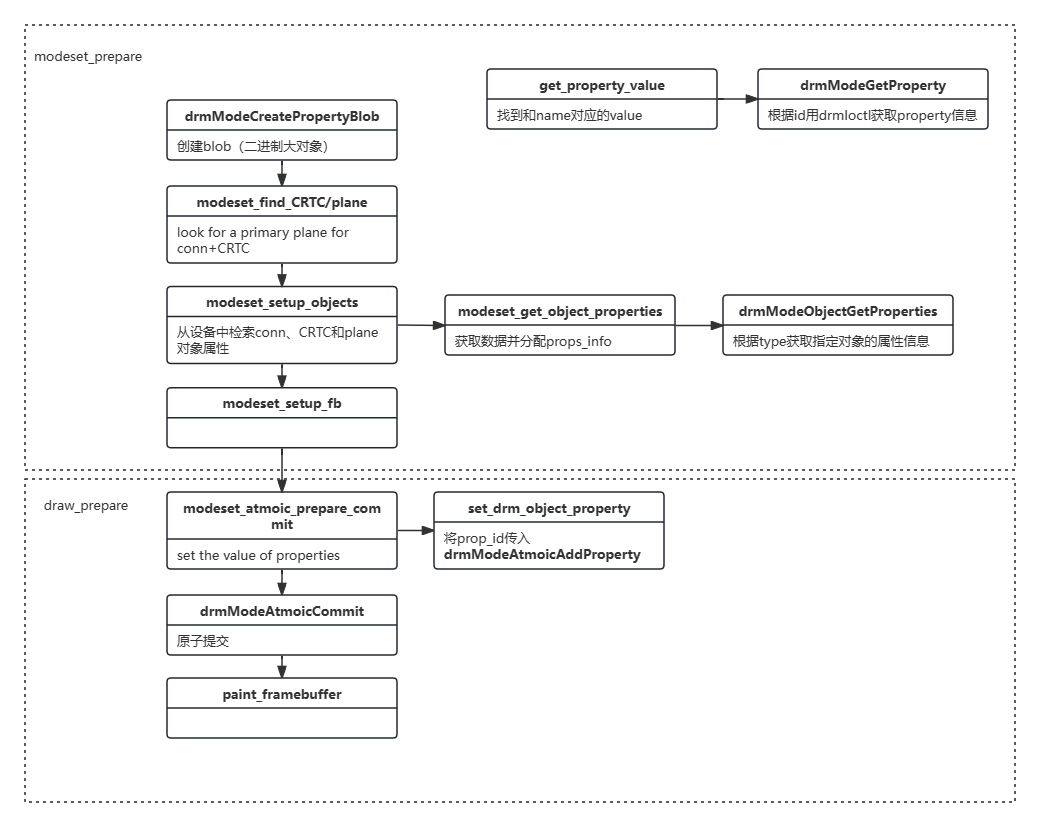 modeset_prepare
get_property_value
找到和name对应的value
drmModeGetProperty
根据id用drmIoctl获取property信息
drmModeCreatePropertyBlob
创建blob（二进制大对象）
modeset_find_CRTC/plane
look for a primary plane for
conn+CRTC
modeset_setup_objects
从设备中检索conn、CRTC和plane
对象属性
modeset_get_object_properties
获取数据并分配props_info
drmModeObjectGetProperties
根据type获取指定对象的属性信息
modeset_setup_fb
draw_prepare
modeset_atmoic_prepare_com
mit
set the value of properties
set_drm_object_property
将prop_id传入
drmModeAtmoicAddProperty
drmModeAtmoicCommit
原子提交
paint_framebuffer